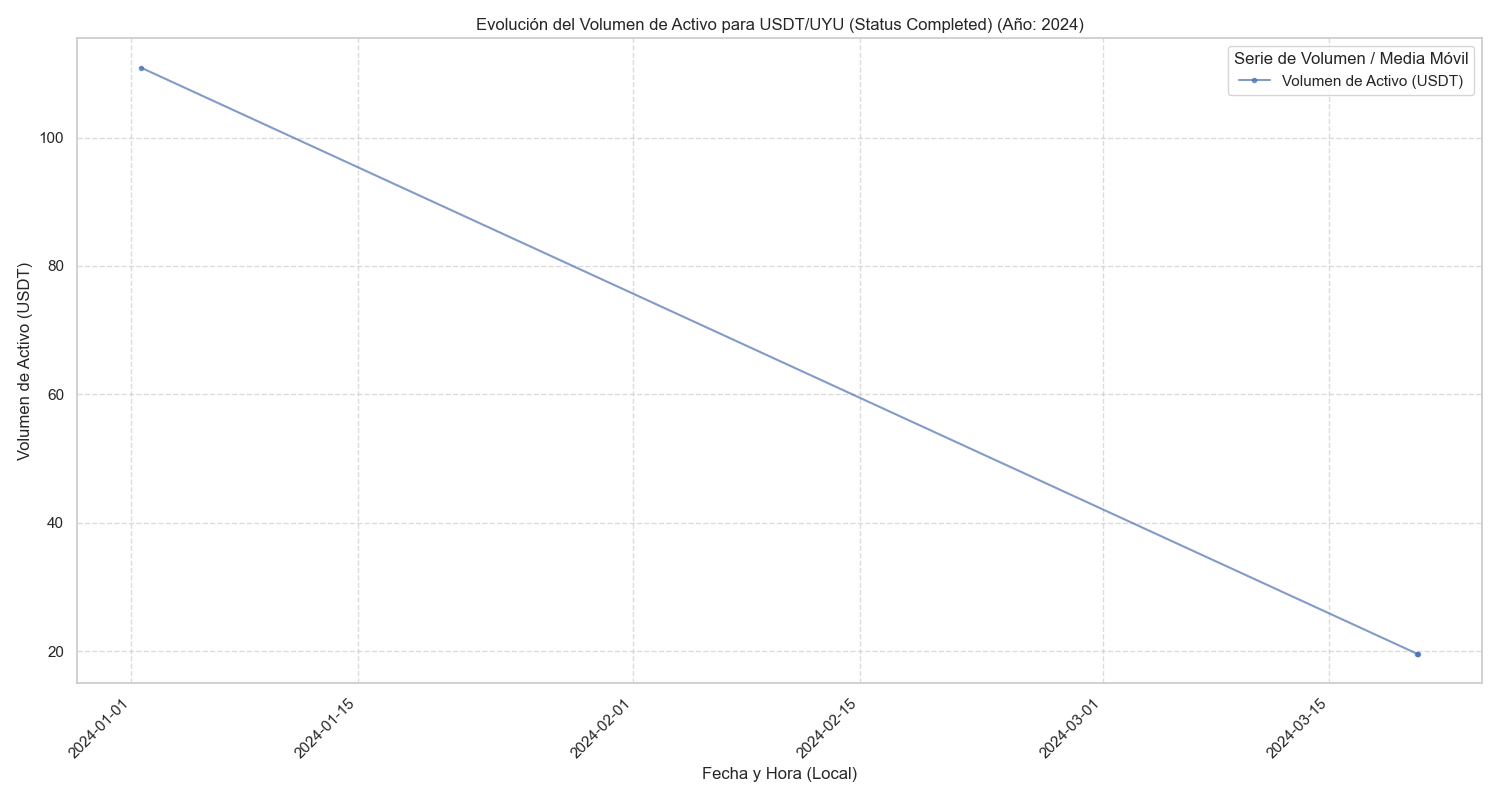 Evolución del Volumen de Activo para USDT/UYU (Status Completed) (Año: 2024)
Serie de Volumen / Media Móvil
Volumen de Activo (USDT)
Volumen de Activo (USDT)
100
80
60
40
20
2024-01-01
2024-01-15
2024-02-01
2024-02-15
2024-03-01
2024-03-15
Fecha y Hora (Local)